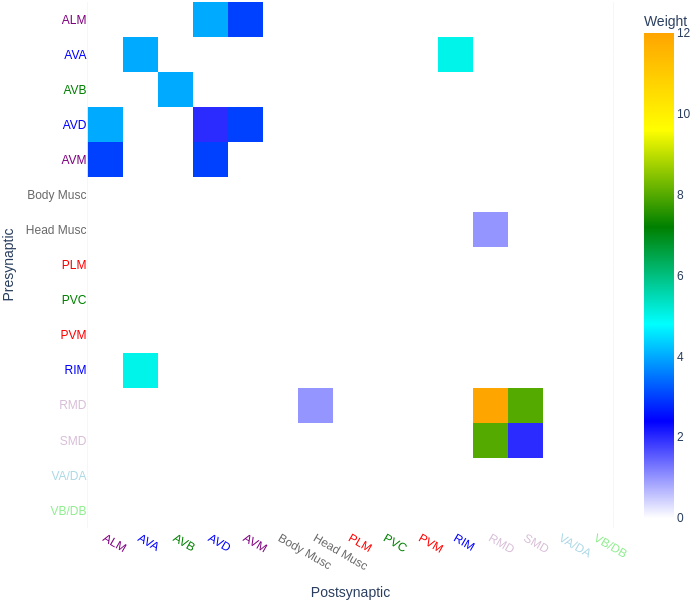 Weight
ALM
AVA
AVB
AVD
AVM
Body Musc
Head Musc
PLM
PVC
PVM
RIM
RMD
SMD
VA/DA
VB/DB
Presynaptic
12
10
8
6
4
2
0
ALM
AVA
AVB
AVD
AVM
Body Musc
Head Musc
PLM
PVC
PVM
RIM
RMD
SMD
VA/DA
VB/DB
Postsynaptic